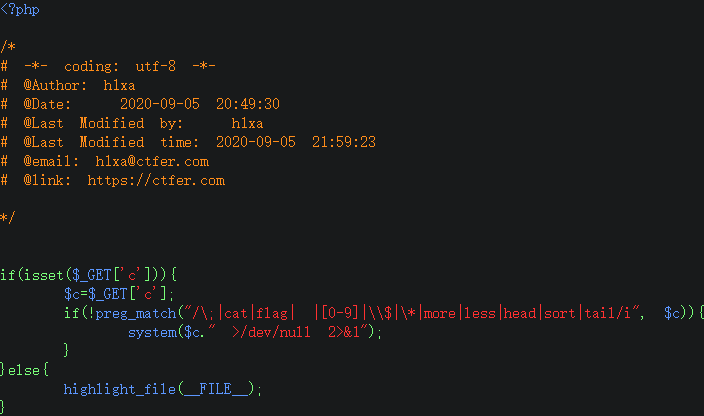 <?php
/*
# -*- coding: utf-8 -*-
# @Author: h1xa
# @Date: 2020-09-05 20:49:30
# @Last Modified by: h1xa
# @Last Modified time: 2020-09-05 21:59:23
# @email: h1xa@ctfer.com
# @link: https://ctfer.com
*/
if(isset($_GET['c'])){
$c=$_GET['c'];
if(!preg_match("/\;|cat|flag| |[0-9]|\\$|\*|more|less|head|sort|tail/i", $c)){
system($c." >/dev/null 2>&1");
}
}else{
highlight_file(__FILE__);
}